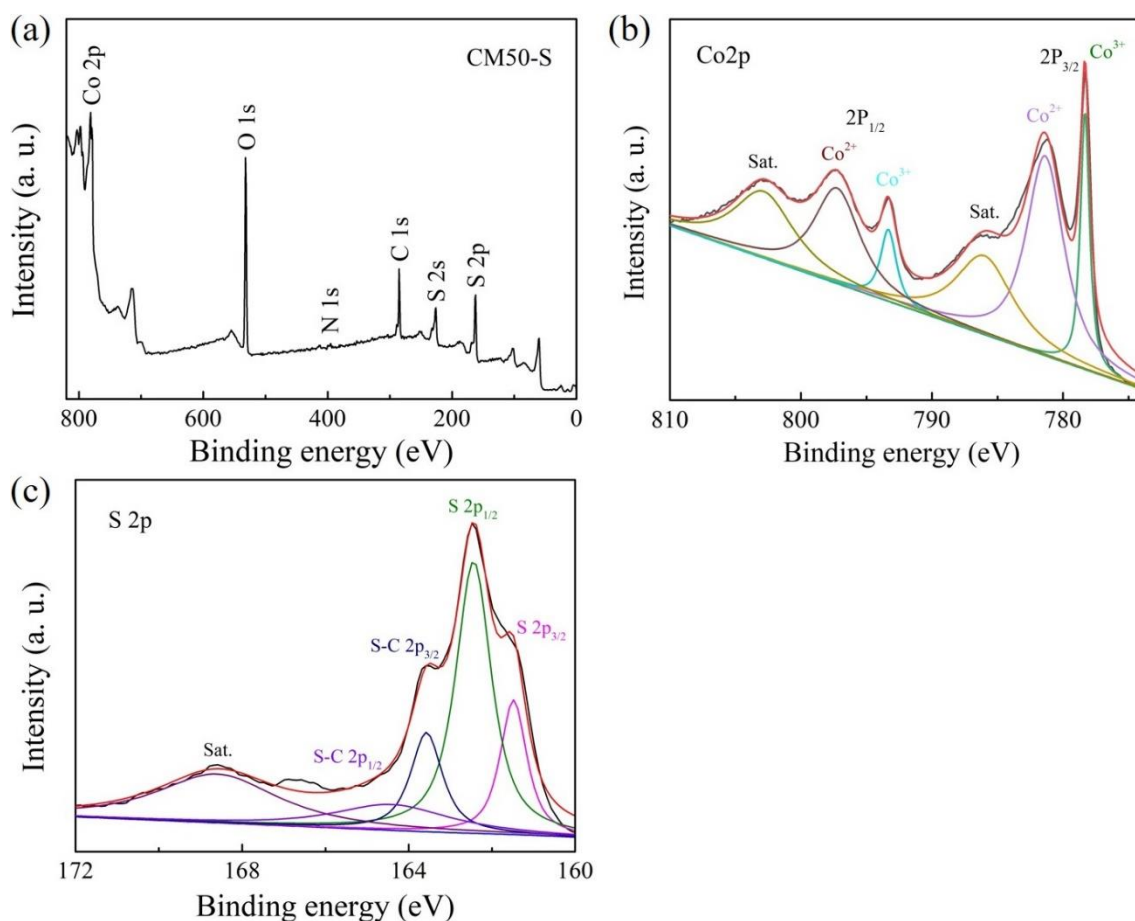 (a)
CM50-S
Co 2p
O 1s
N 1s
C 1s
S 2s
S 2p
Intensity (a. u.)
800 600 400 200 0
Binding energy (eV)
(b)
Co2p
2P3/2
Co3+
Co2+
2P1/2
Co2+
Co3+
Sat.
Sat.
Intensity (a. u.)
810 800 790 780
Binding energy (eV)
(c)
S 2p
S 2p1/2
S 2p3/2
S-C 2p3/2
S-C 2p1/2
Sat.
Intensity (a. u.)
172 168 164 160
Binding energy (eV)